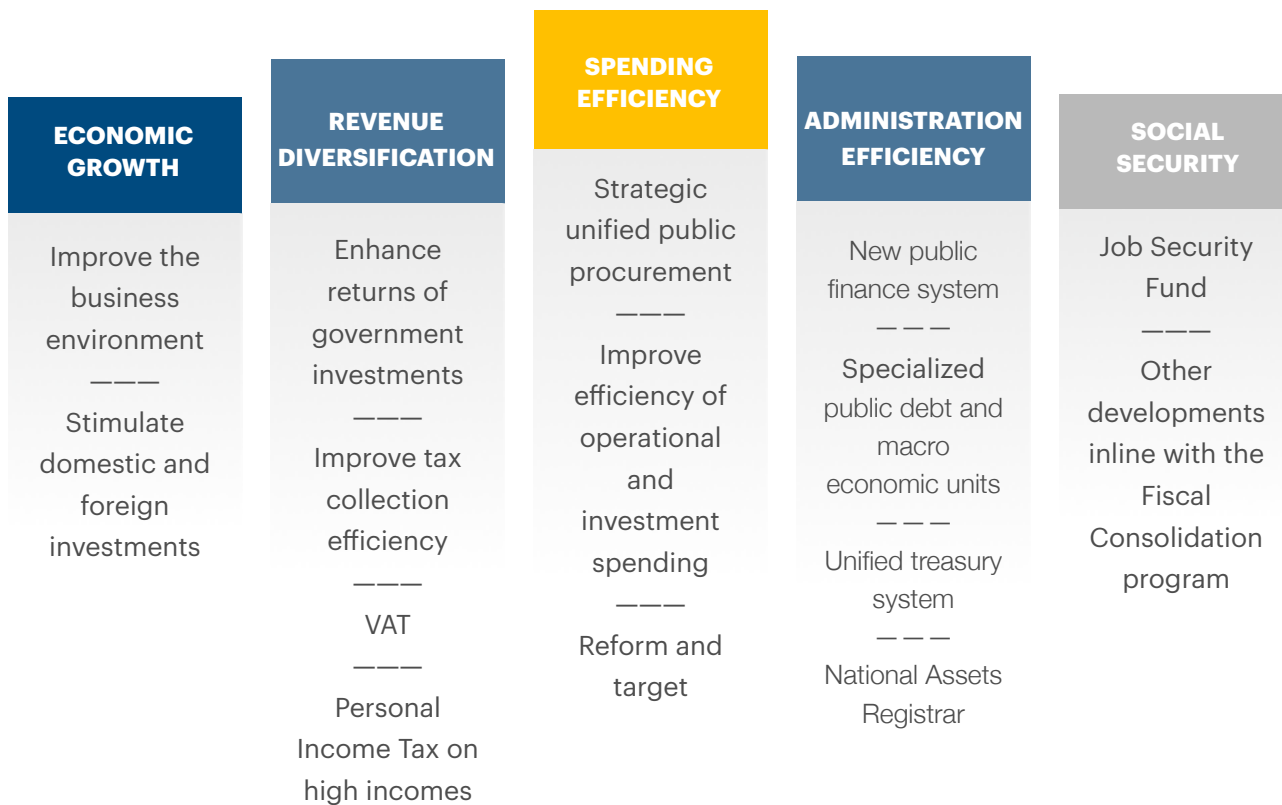 ECONOMIC
GROWTH
Improve the
business
environment
———
Stimulate
domestic and
foreign
investments
REVENUE
DIVERSIFICATION
Enhance
returns of
government
investments
———
Improve tax
collection
efficiency
———
VAT
———
Personal
Income Tax on
high incomes
SPENDING
EFFICIENCY
Strategic
unified public
procurement
———
Improve
efficiency of
operational
and
investment
spending
———
Reform and
target
ADMINISTRATION
EFFICIENCY
New public
finance system
———
Specialized
public debt and
macro
economic units
———
Unified treasury
system
———
National Assets
Registrar
SOCIAL
SECURITY
Job Security
Fund
———
Other
developments
inline with the
Fiscal
Consolidation
program